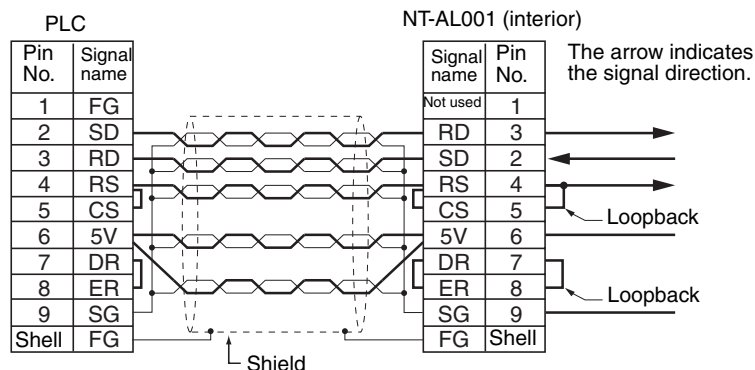 PLC
NT-AL001 (interior)
Pin No. Signal name
Signal name Pin No.
The arrow indicates
the signal direction.
1 FG
Not used 1
2 SD
RD 3
3 RD
SD 2
4 RS
RS 4
5 CS
CS 5
Loopback
6 5V
5V 6
7 DR
DR 7
8 ER
ER 8
Loopback
9 SG
SG 9
Shell FG
FG Shell
Shield